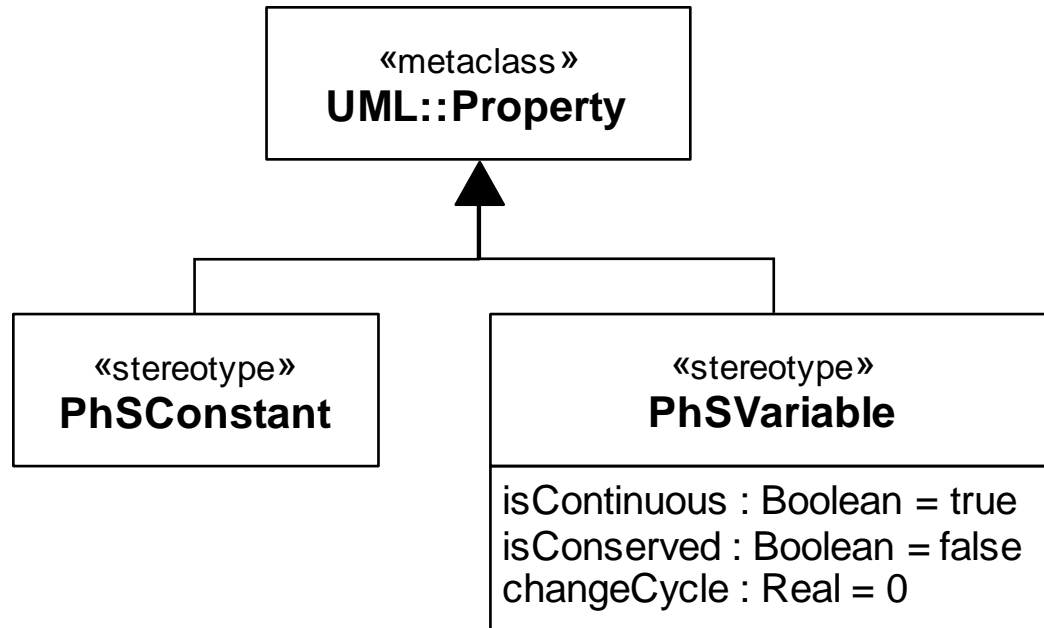 «metaclass»
UML::Property
«stereotype»
PhSConstant
«stereotype»
PhSVariable
isContinuous : Boolean = true
isConserved : Boolean = false
changeCycle : Real = 0